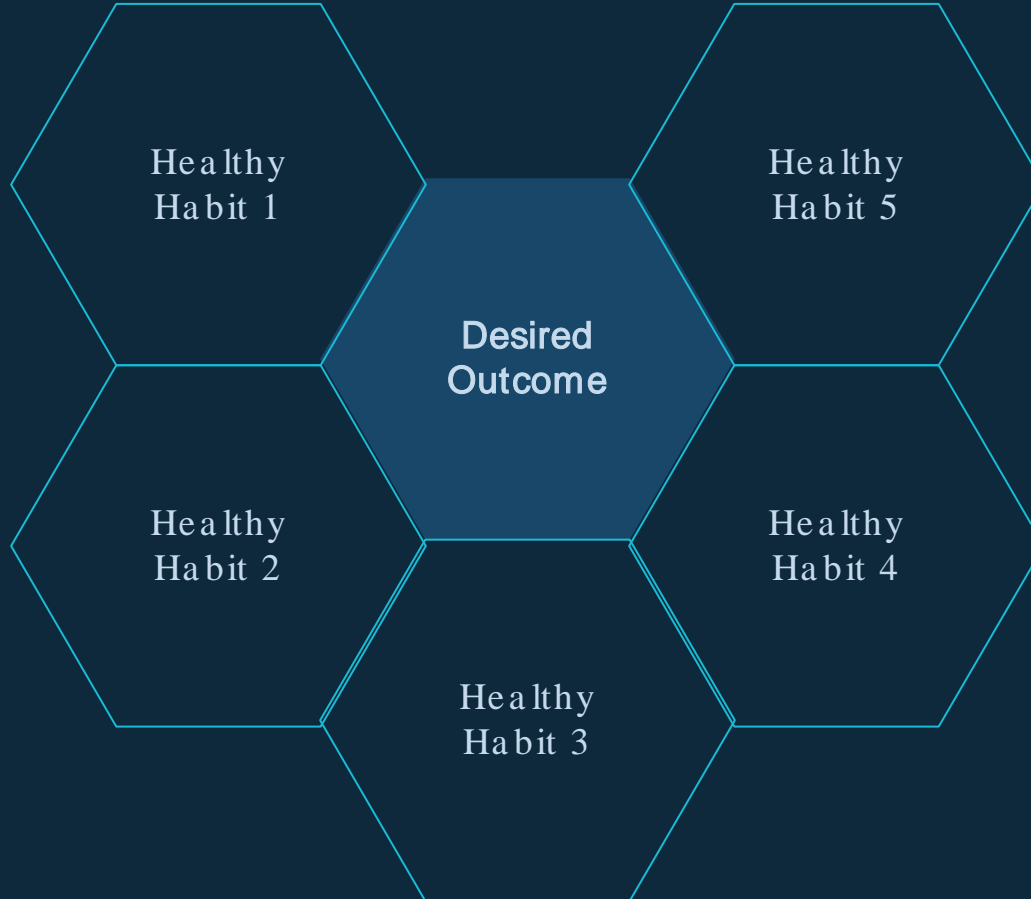 Healthy
Habit 1
Healthy
Habit 5
Desired
Outcome
Healthy
Habit 2
Healthy
Habit 4
Healthy
Habit 3